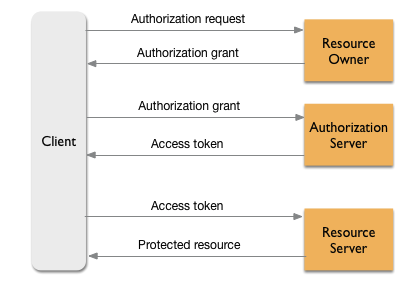 Authorization request
Resource
Owner
Authorization grant
Authorization grant
Client
Authorization
Server
Access token
Access token
Resource
Server
Protected resource